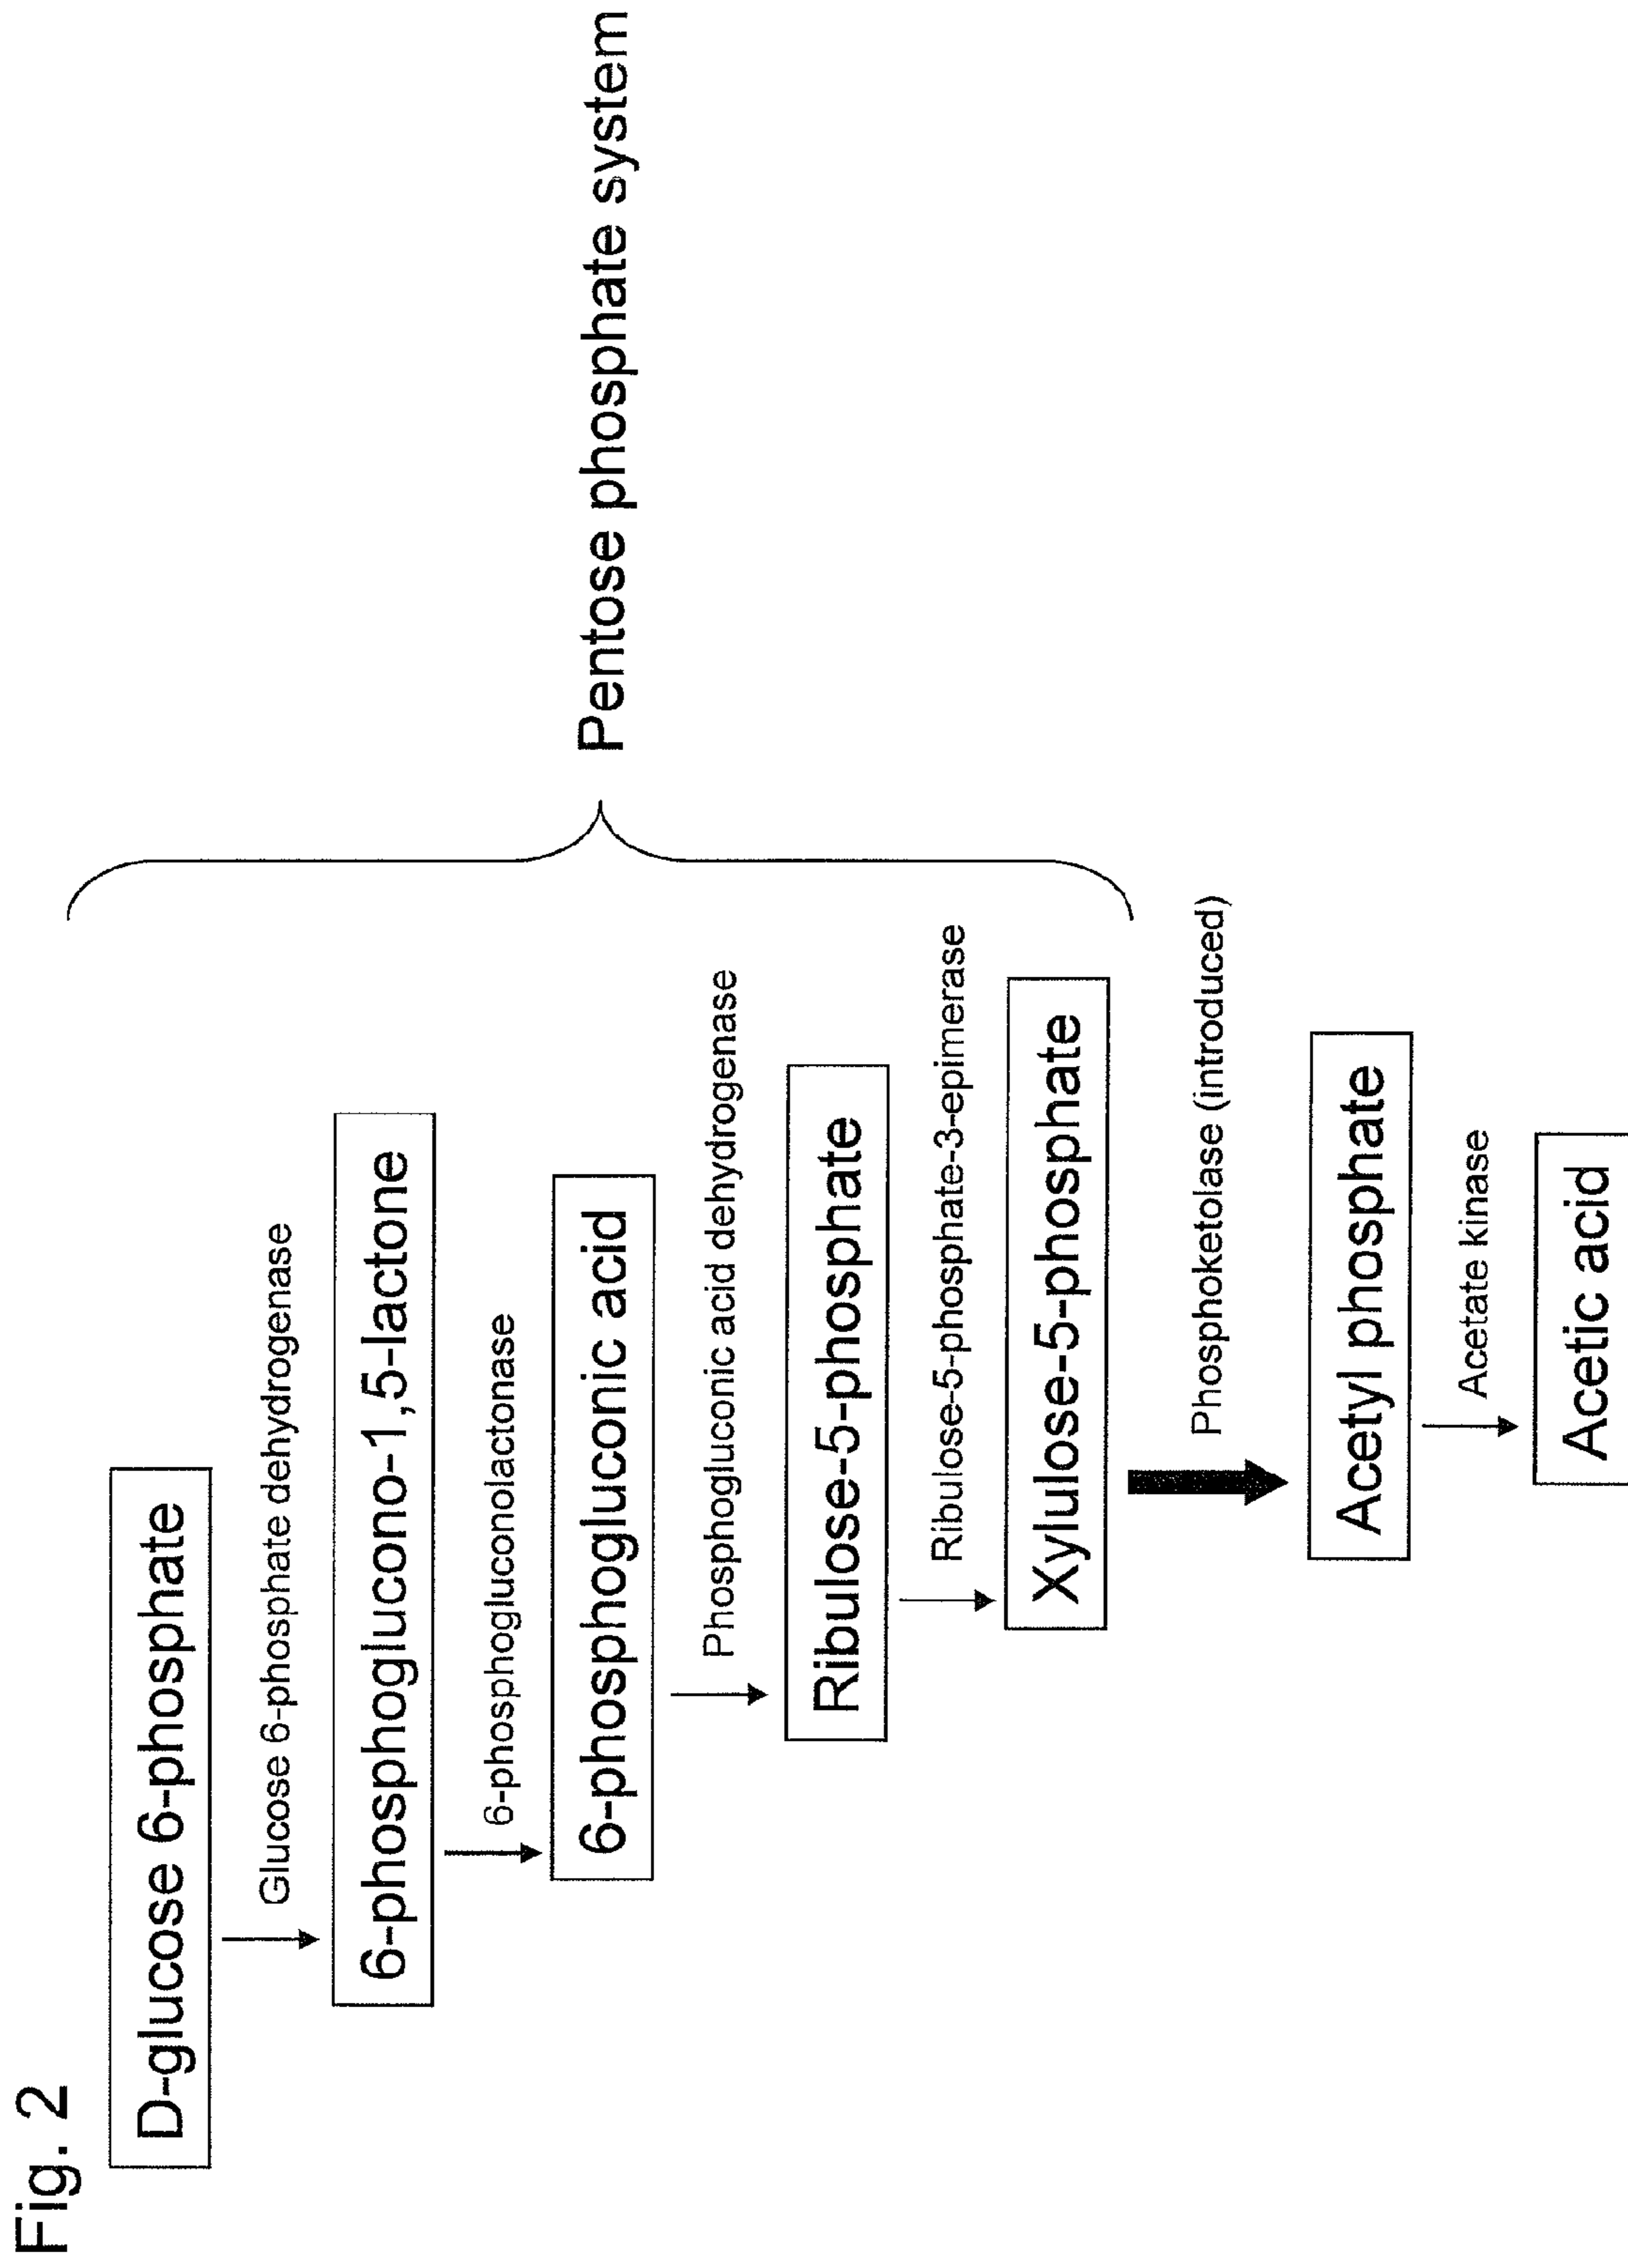 Fig. 2
D-glucose 6-phosphate
Glucose 6-phosphate dehydrogenase
6-phosphoglucono-1,5-lactone
6-phosphogluconolactonase
6-phosphogluconic acid
Phosphogluconic acid dehydrogenase
Ribulose-5-phosphate
Ribulose-5-phosphate-3-epimerase
Xylulose-5-phosphate
Pentose phosphate system
Phosphoketolase (introduced)
Acetyl phosphate
Acetate kinase
Acetic acid